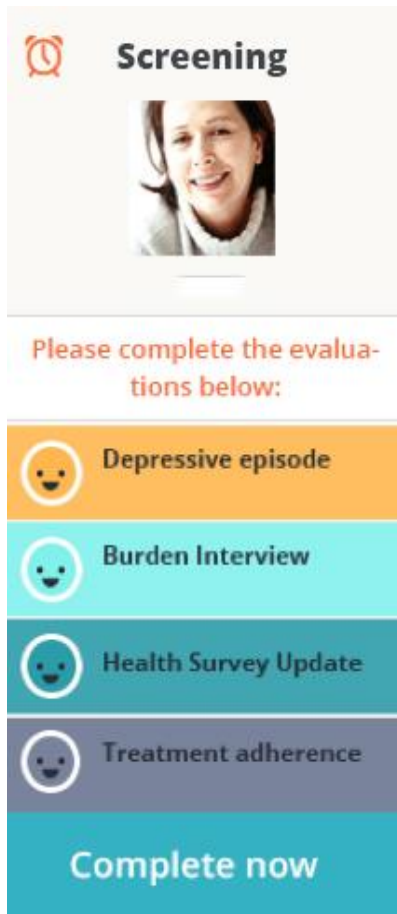 Screening
Please complete the evalua-
tions below:
Depressive episode
Burden Interview
Health Survey Update
Treatment adherence
Complete now